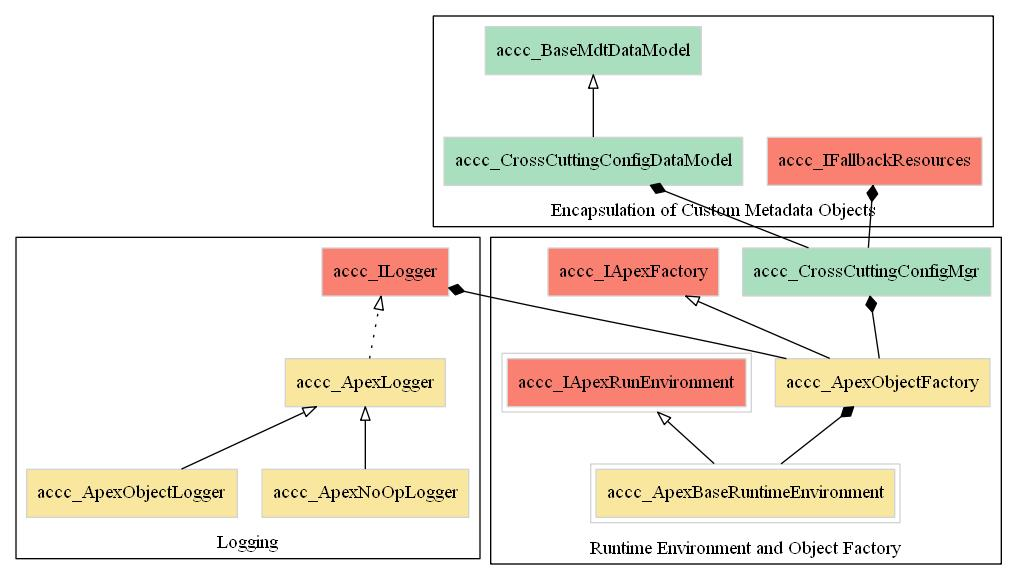 accc_BaseMdtDataModel
accc_CrossCuttingConfigDataModel
accc_IFallbackResources
Encapsulation of Custom Metadata Objects
accc_ILogger
accc_IApexFactory
accc_CrossCuttingConfigMgr
accc_ApexLogger
accc_IApexRunEnvironment
accc_ApexObjectFactory
accc_ApexObjectLogger
accc_ApexNoOpLogger
accc_ApexBaseRuntimeEnvironment
Logging
Runtime Environment and Object Factory